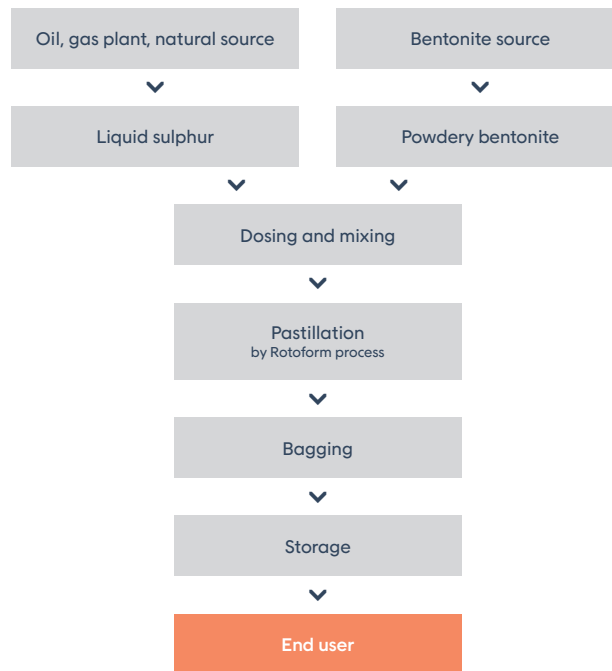 Oil, gas plant, natural source
Bentonite source
Liquid sulphur
Powdery bentonite
Dosing and mixing
Pastillation
by Rotoform process
Bagging
Storage
End user